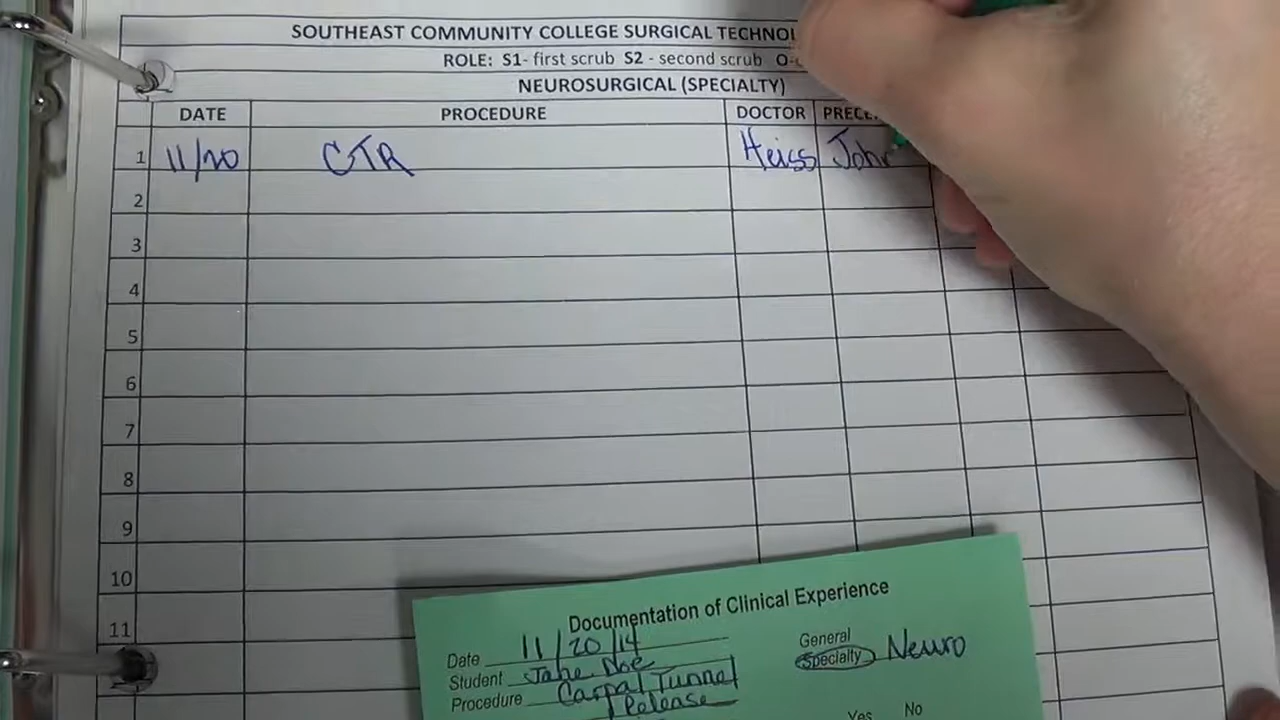 SOUTHEAST COMMUNITY COLLEGE SURGICAL
ROLE: S1- first scrub S2 - second scrub
NEUROSURGICAL (SPECIALTY)
DATE PROCEDURE DOCTOR
1 11/20 CTR Heiss John
2
3
4
5
6
7
8
9
10
11
Documentation of Clinical Experience
Date 11/20/14
General
Student Jane Doe
Specialty Neuro
Procedure Carpal Tunnel
Release
Yes No